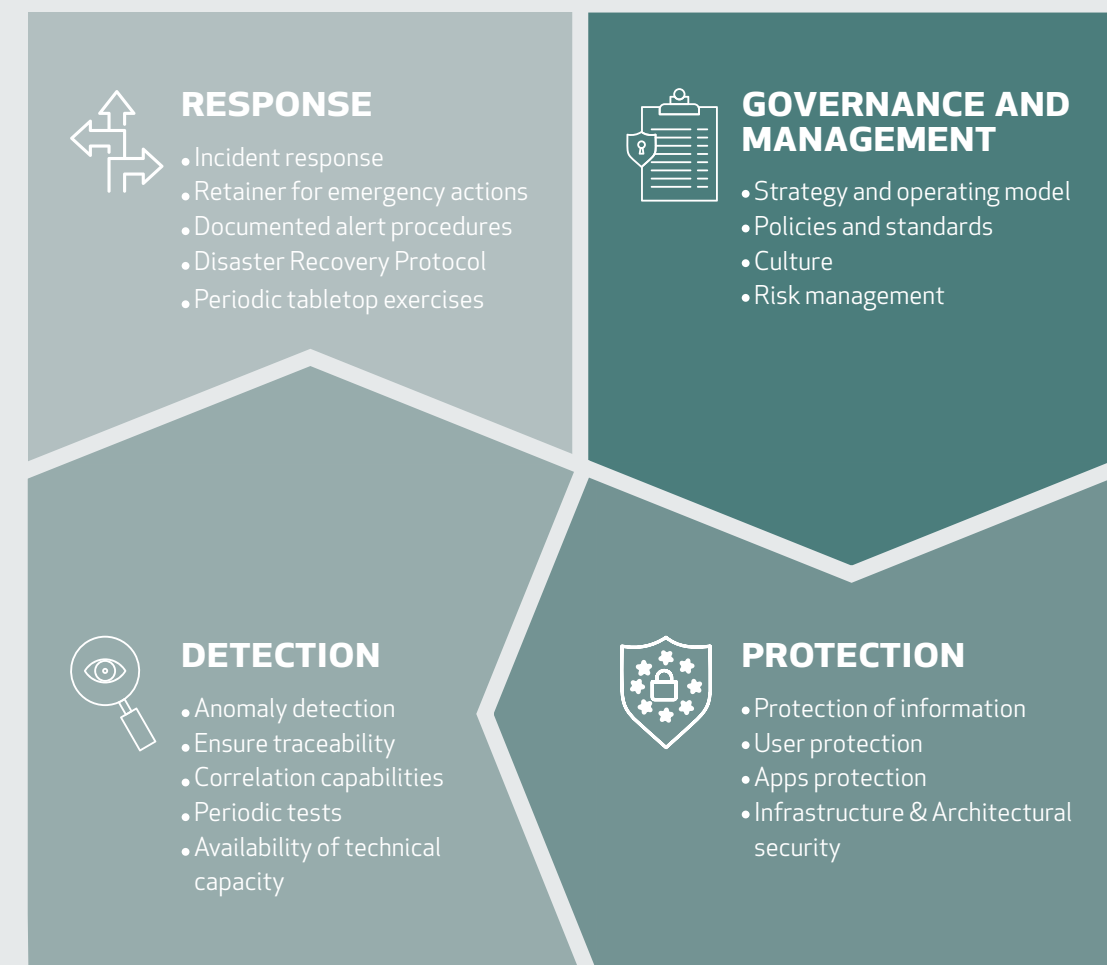 RESPONSE
• Incident response
• Retainer for emergency actions
• Documented alert procedures
• Disaster Recovery Protocol
• Periodic tabletop exercises
GOVERNANCE AND
MANAGEMENT
• Strategy and operating model
• Policies and standards
• Culture
• Risk management
DETECTION
• Anomaly detection
• Ensure traceability
• Correlation capabilities
• Periodic tests
• Availability of technical
capacity
PROTECTION
• Protection of information
• User protection
• Apps protection
• Infrastructure & Architectural
security